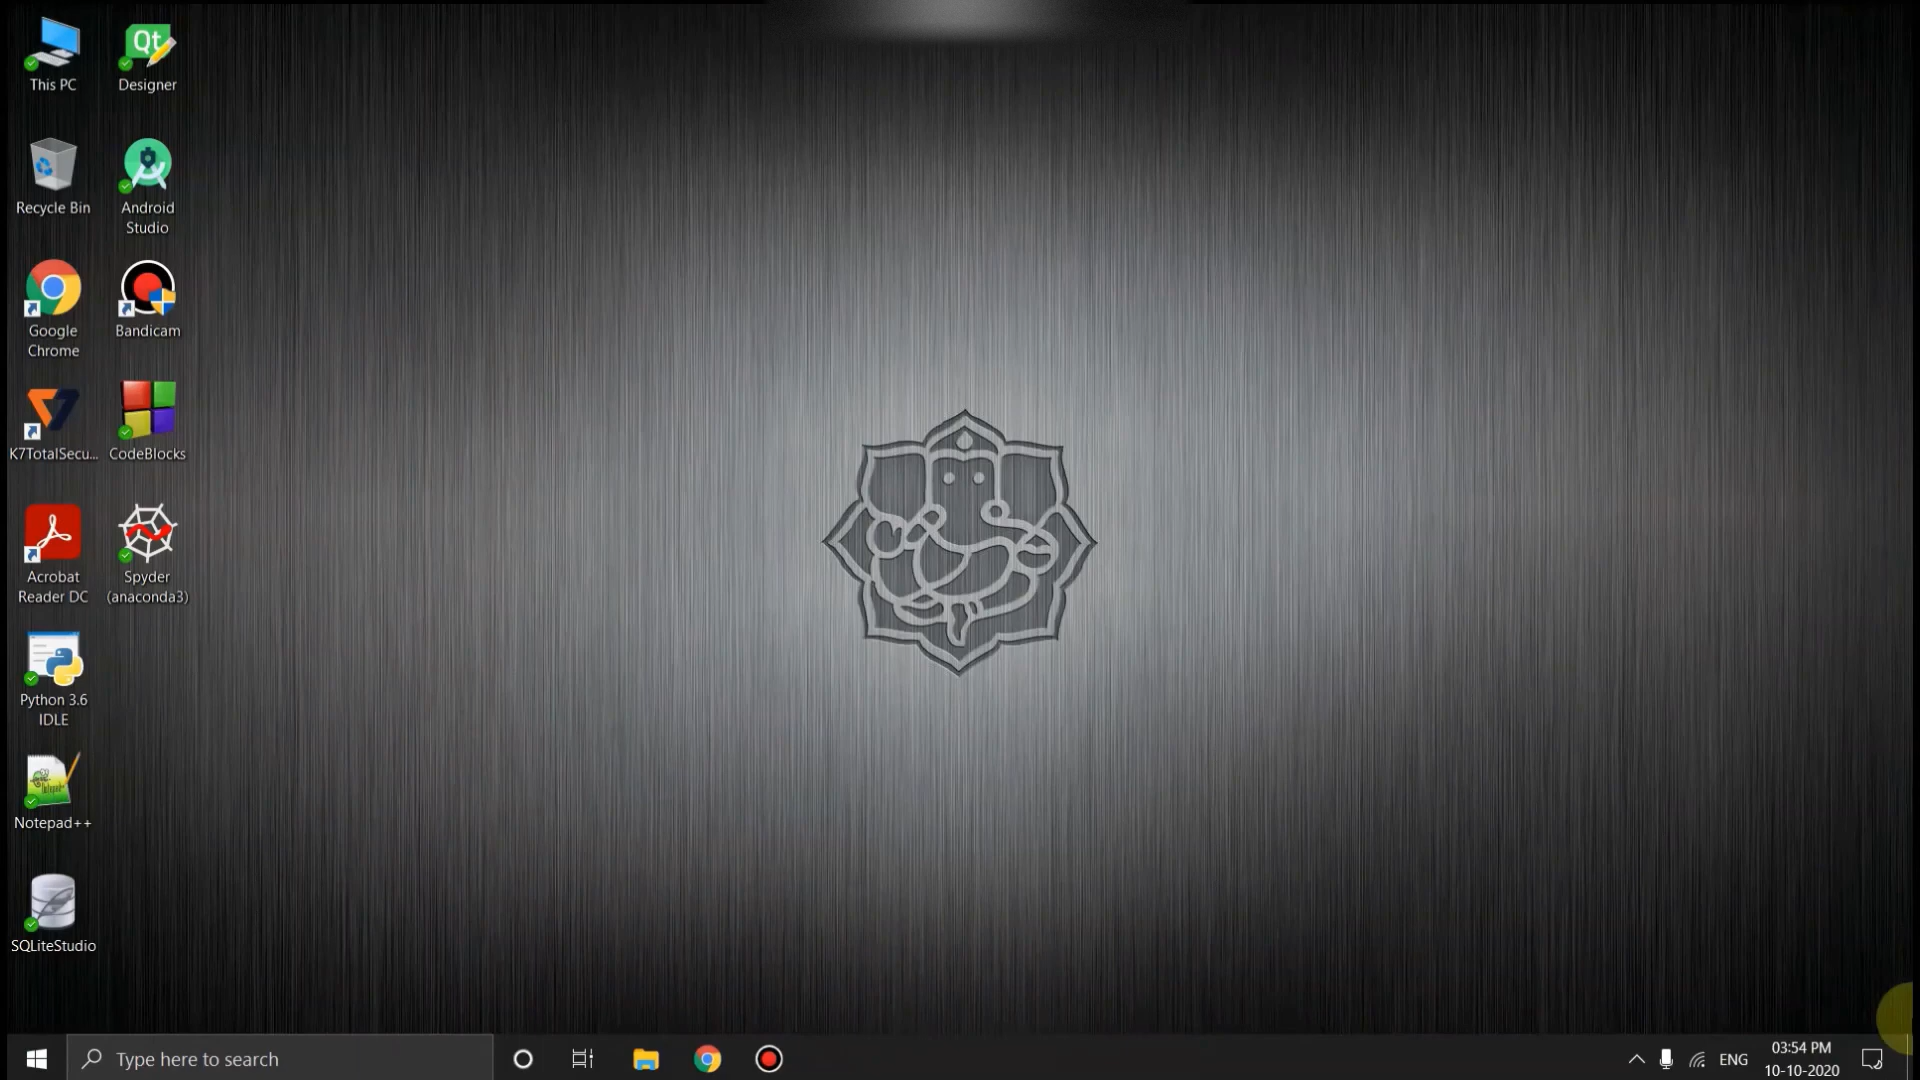 This PC
Qt
Designer
Recycle Bin
Android
Studio
Google
Chrome
Bandicam
K7TotalSecu...
CodeBlocks
Acrobat
Reader DC
Spyder
(anaconda3)
Python 3.6
IDLE
Notepad++
SQLiteStudio
Type here to search
ENG
03:54 PM
10-10-2020